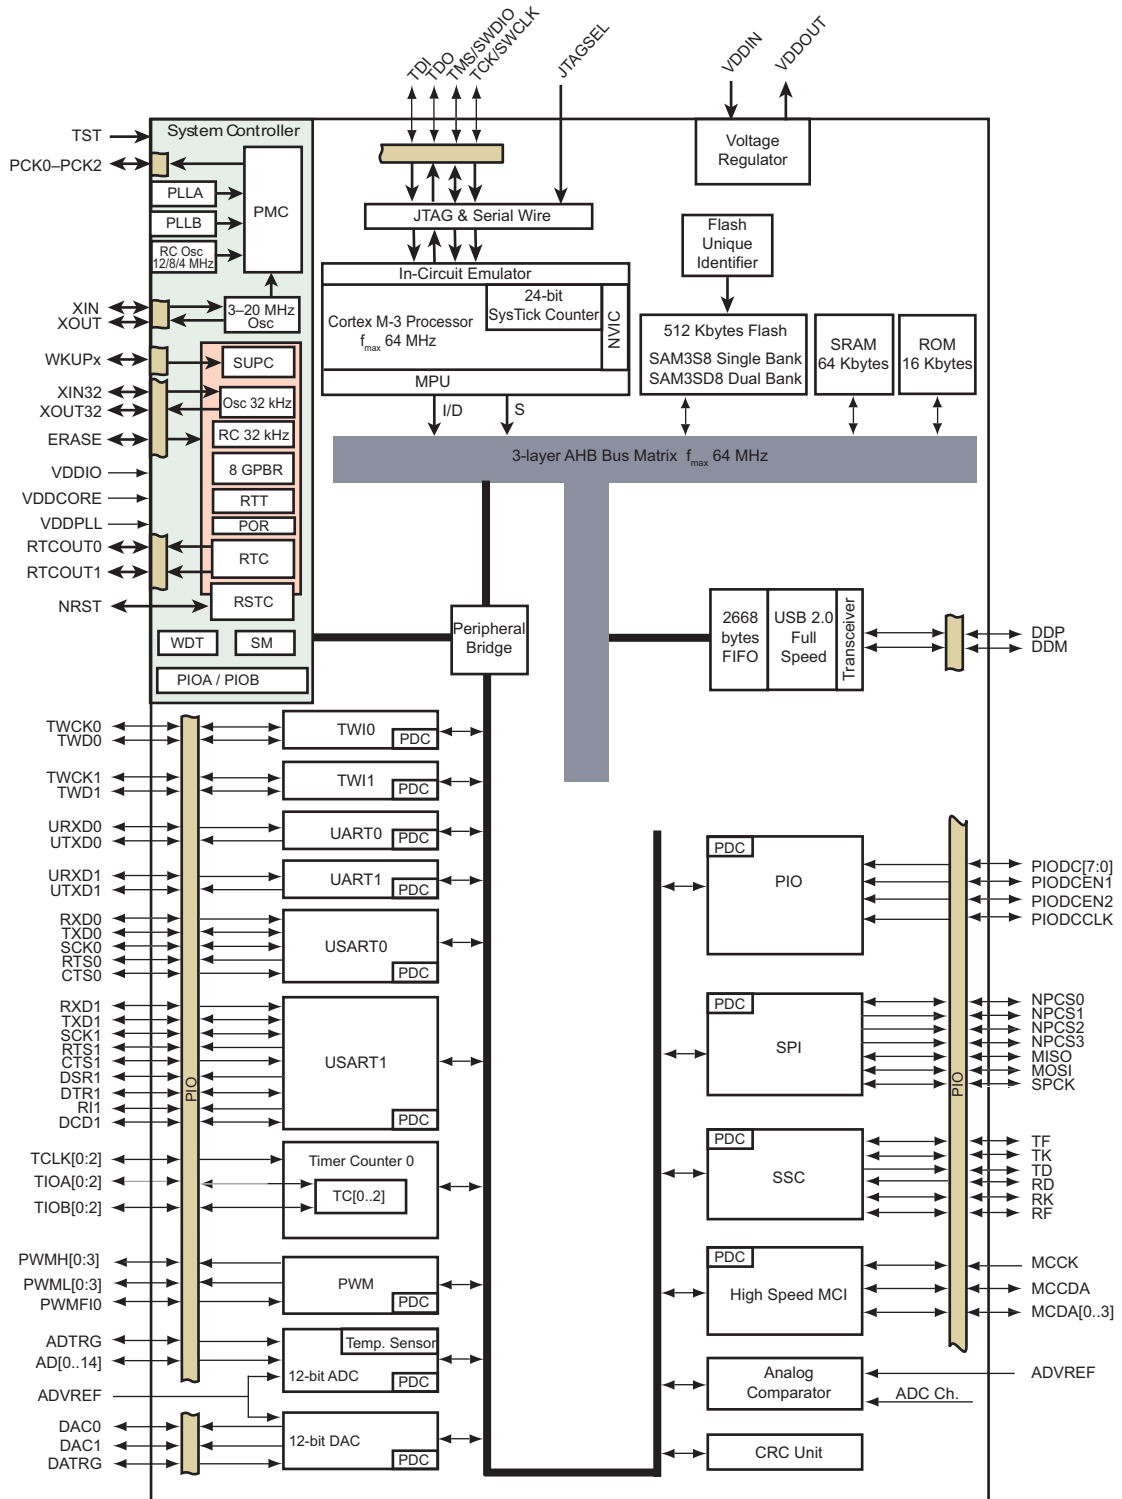 TDI
TDO
TMS/SWDIO
TCK/SWCLK
JTAGSEL
VDDIN
VDDOUT
System Controller
TST
PCK0–PCK2
PLLA
PLLB
RC Osc
12/8/4 MHz
PMC
XIN
XOUT
3–20 MHz
Osc
WKUPx
SUPC
XIN32
XOUT32
Osc 32 kHz
ERASE
RC 32 kHz
VDDIO
8 GPBR
VDDCORE
RTT
VDDPLL
POR
RTCOUT0
RTCOUT1
RTC
NRST
RSTC
WDT
SM
PIOA / PIOB
JTAG & Serial Wire
In-Circuit Emulator
Cortex M-3 Processor
fmax 64 MHz
24-bit
SysTick Counter
NVIC
MPU
I/D
S
Voltage
Regulator
Flash
Unique
Identifier
512 Kbytes Flash
SAM3S8 Single Bank
SAM3SD8 Dual Bank
SRAM
64 Kbytes
ROM
16 Kbytes
3-layer AHB Bus Matrix fmax 64 MHz
Peripheral
Bridge
2668
bytes
FIFO
USB 2.0
Full
Speed
Transceiver
DDP
DDM
TWCK0
TWD0
TWI0
PDC
TWCK1
TWD1
TWI1
PDC
URXD0
UTXD0
UART0
PDC
URXD1
UTXD1
UART1
PDC
RXD0
TXD0
SCK0
RTS0
CTS0
USART0
PDC
RXD1
TXD1
SCK1
RTS1
CTS1
DSR1
DTR1
RI1
DCD1
PIO
USART1
PDC
TCLK[0:2]
TIOA[0:2]
TIOB[0:2]
Timer Counter 0
TC[0..2]
PWMH[0:3]
PWML[0:3]
PWMFI0
PWM
PDC
ADTRG
AD[0..14]
Temp. Sensor
12-bit ADC
PDC
ADVREF
DAC0
DAC1
DATRG
12-bit DAC
PDC
PDC
PIO
PIODC[7:0]
PIODCEN1
PIODCEN2
PIODCCLK
PDC
SPI
NPCS0
NPCS1
NPCS2
NPCS3
MISO
MOSI
SPCK
PIO
PDC
SSC
TF
TK
TD
RD
RK
RF
PDC
High Speed MCI
MCCK
MCCDA
MCDA[0..3]
Analog
Comparator
ADVREF
ADC Ch.
CRC Unit